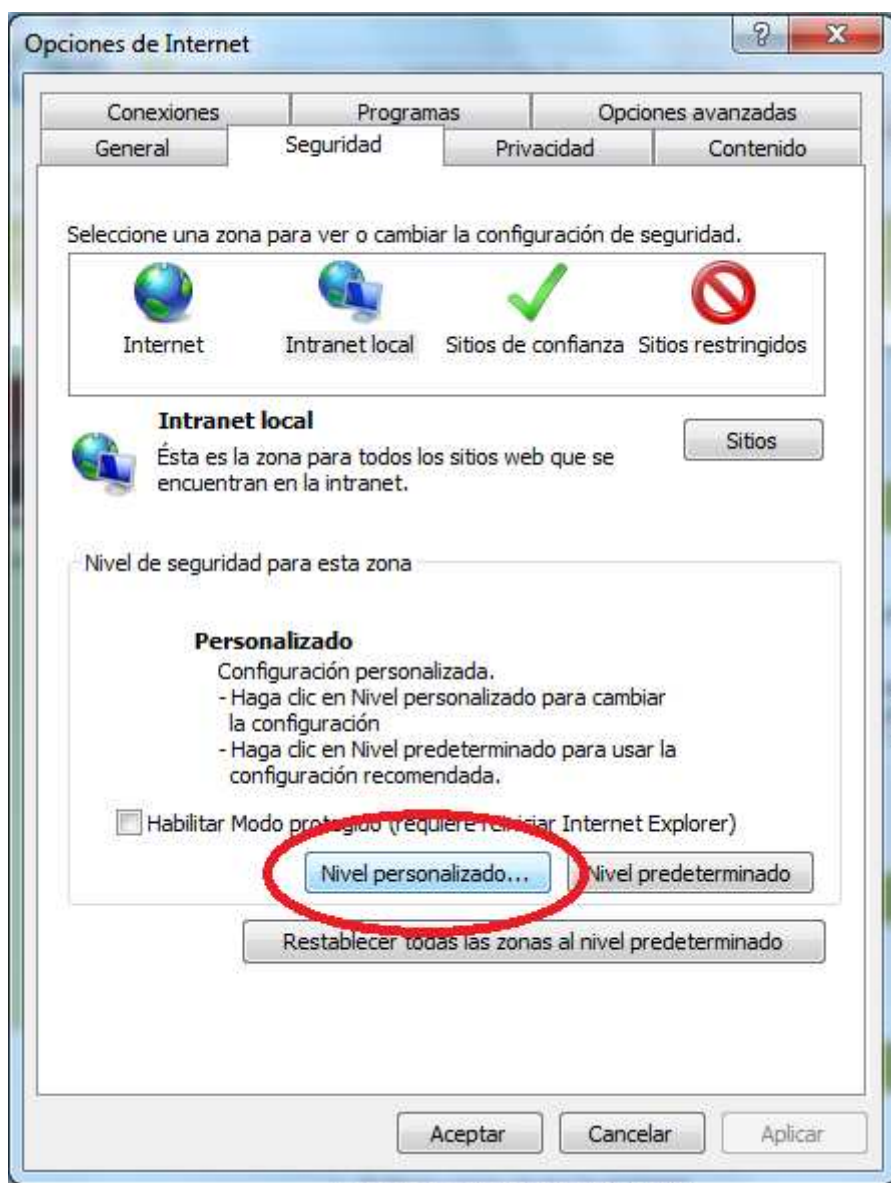 Opciones de Internet
Conexiones Programas Opciones avanzadas
General Seguridad Privacidad Contenido
Seleccione una zona para ver o cambiar la configuración de seguridad.
Internet Intranet local Sitios de confianza Sitios restringidos
Intranet local
Ésta es la zona para todos los sitios web que se
encuentran en la intranet.
Sitios
Nivel de seguridad para esta zona
Personalizado
Configuración personalizada.
- Haga clic en Nivel personalizado para cambiar
la configuración
- Haga clic en Nivel predeterminado para usar la
configuración recomendada.
Habilitar Modo protegido (requiere reiniciar Internet Explorer)
Nivel personalizado... Nivel predeterminado
Restablecer todas las zonas al nivel predeterminado
Aceptar Cancelar Aplicar